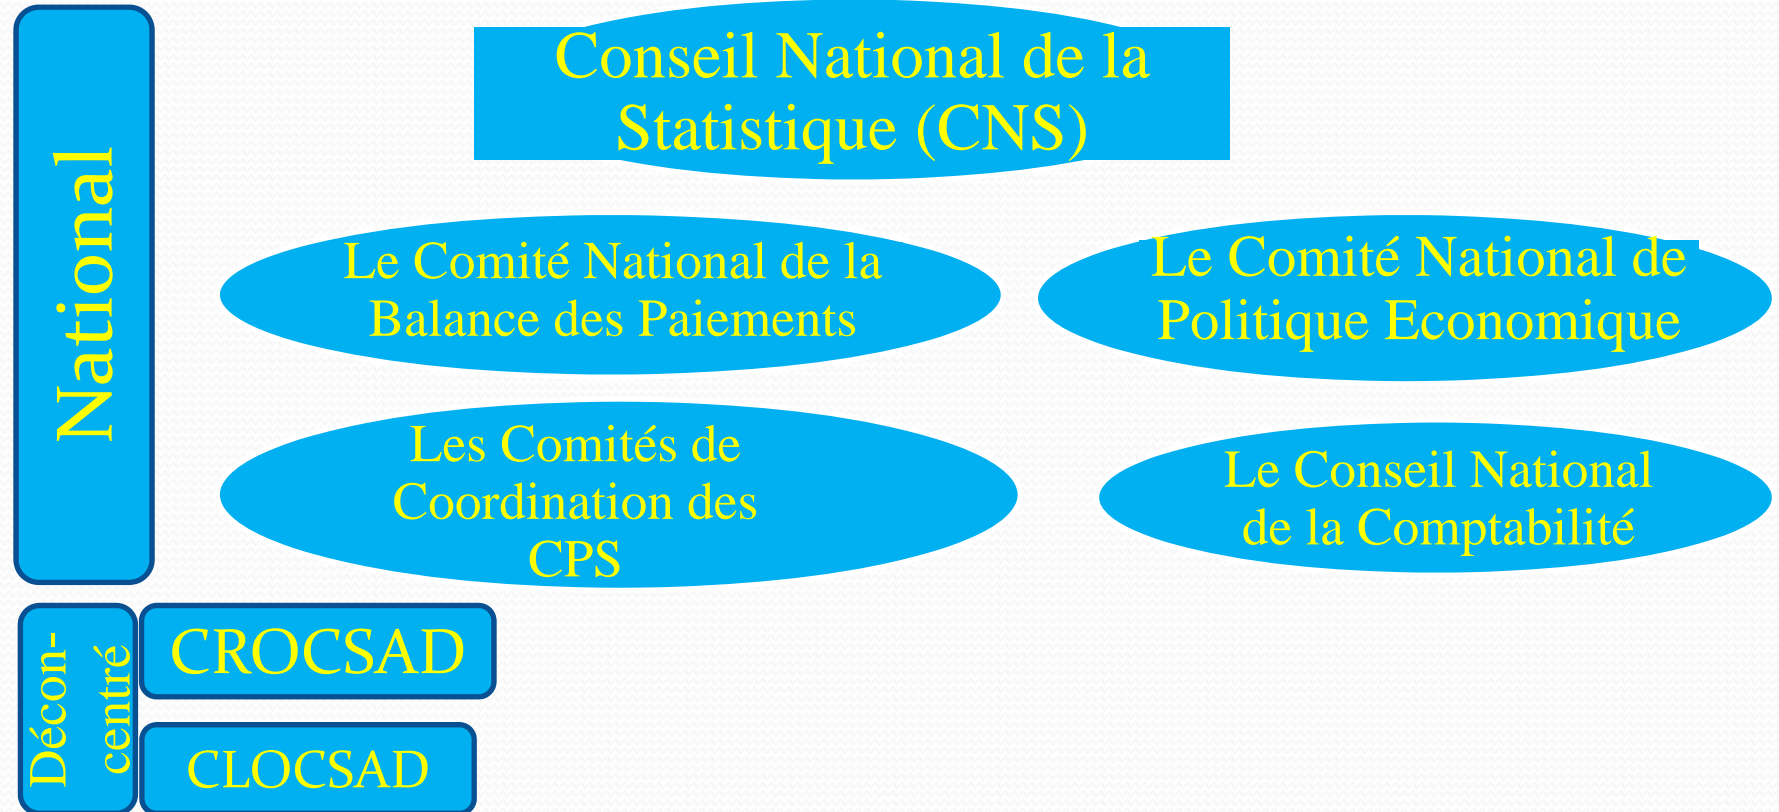 National
Conseil National de la
Statistique (CNS)
Le Comité National de la
Balance des Paiements
Le Comité National de
Politique Economique
Les Comités de
Coordination des
CPS
Le Conseil National
de la Comptabilité
Décon-
centré
CROCSAD
CLOCSAD